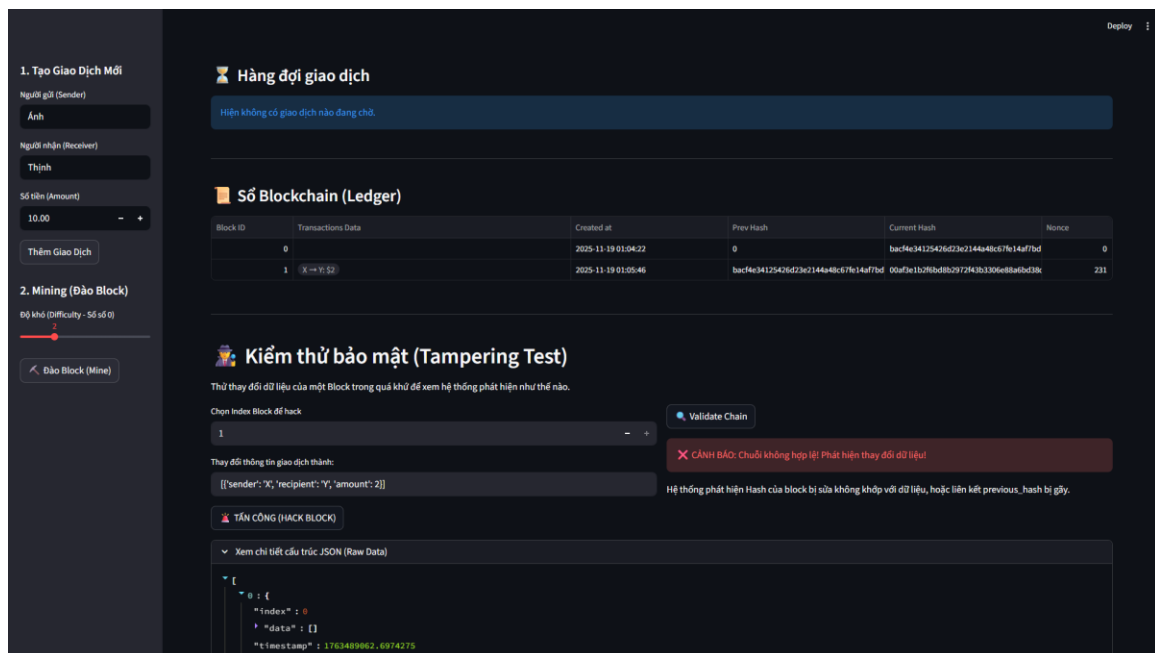 Deploy
1. Tạo Giao Dịch Mới
Người gửi (Sender)
Ánh
Người nhận (Receiver)
Thịnh
Số tiền (Amount)
10.00 - +
Thêm Giao Dịch
2. Mining (Đào Block)
Độ khó (Difficulty - Số số 0)
2
Đào Block (Mine)
Hàng đợi giao dịch
Hiện không có giao dịch nào đang chờ.
Sổ Blockchain (Ledger)
Block ID Transactions Data Created at Prev Hash Current Hash Nonce
0 2025-11-19 01:04:22 0 bacf4e34125426d23e2144a48c67fe14af7bd 0
1 X → Y: $2 2025-11-19 01:05:46 bacf4e34125426d23e2144a48c67fe14af7bd 00af3e1b2f6bd8b2972f43b3306e88a6bd38c 231
Kiểm thử bảo mật (Tampering Test)
Thử thay đổi dữ liệu của một Block trong quá khứ để xem hệ thống phát hiện như thế nào.
Chọn Index Block để hack
1 - +
Thay đổi thông tin giao dịch thành:
[{'sender': 'X', 'recipient': 'Y', 'amount': 2}]
TẤN CÔNG (HACK BLOCK)
Validate Chain
CẢNH BÁO: Chuỗi không hợp lệ! Phát hiện thay đổi dữ liệu!
Hệ thống phát hiện Hash của block bị sửa không khớp với dữ liệu, hoặc liên kết previous_hash bị gãy.
Xem chi tiết cấu trúc JSON (Raw Data)
[
0 : {
"index" : 0
"data" : []
"timestamp" : 1763489062.6974275